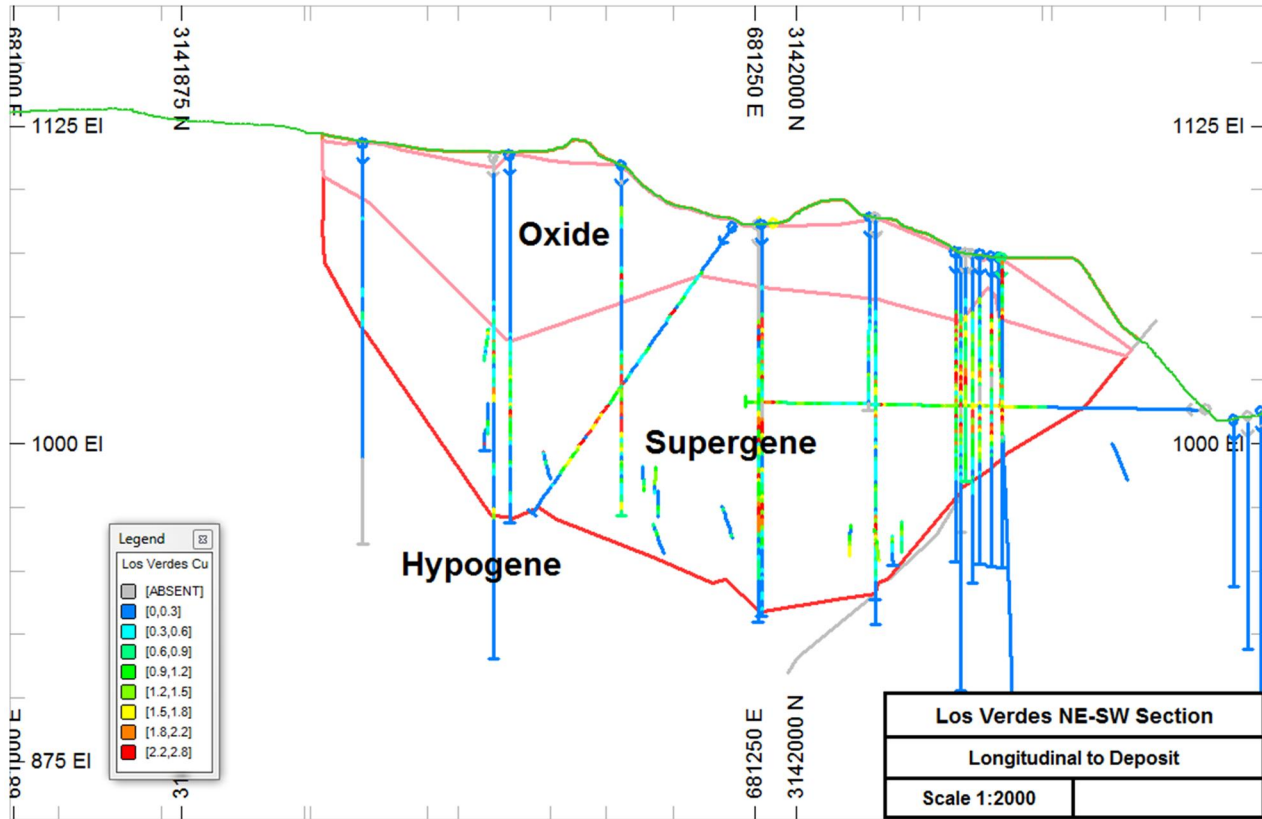 681000 E
3141875 N
681250 E
3142000 N
1125 El
1125 El
Oxide
1000 El
Supergene
1000 El
Hypogene
Legend
Los Verdes Cu
[ABSENT]
[0,0.3]
[0.3,0.6]
[0.6,0.9]
[0.9,1.2]
[1.2,1.5]
[1.5,1.8]
[1.8,2.2]
[2.2,2.8]
875 El
681250 E
3142000 N
Los Verdes NE-SW Section
Longitudinal to Deposit
Scale 1:2000